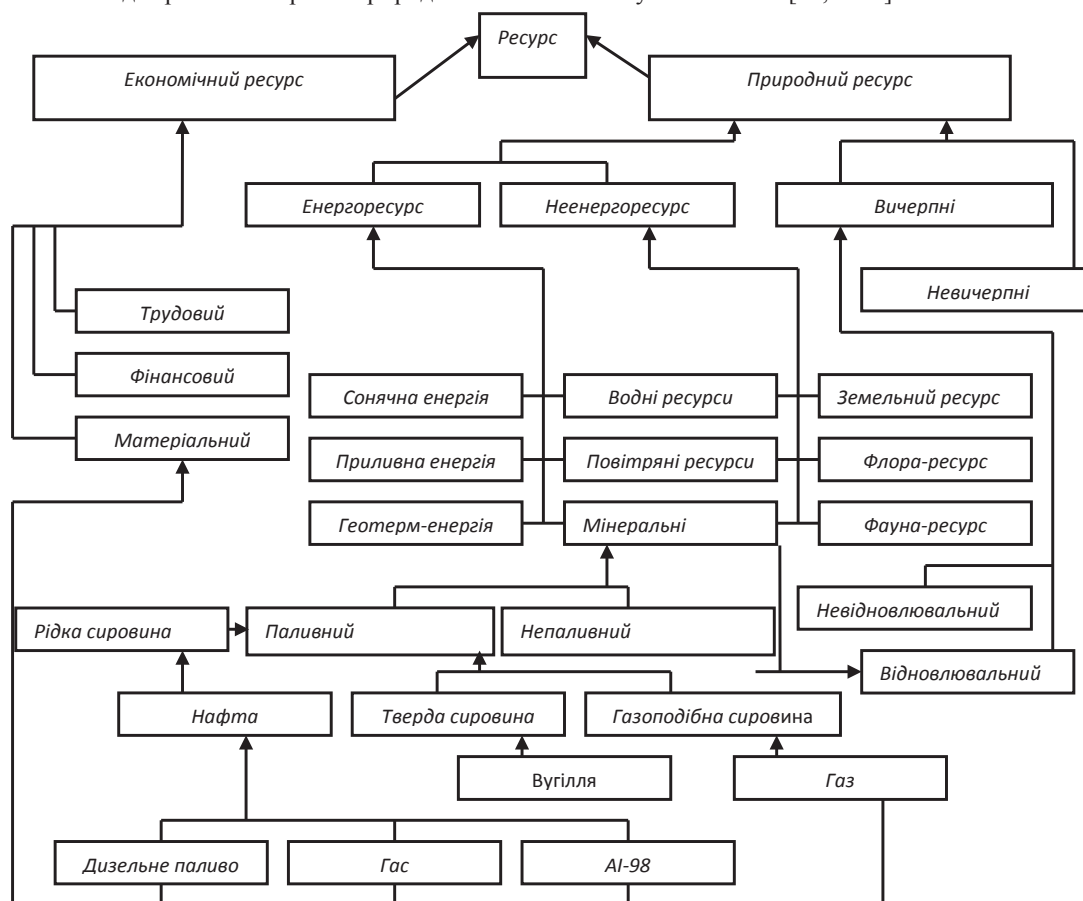 Ресурс
Економічний ресурс
Природний ресурс
Енергоресурс
Неенергоресурс
Вичерпні
Невичерпні
Трудовий
Фінансовий
Матеріальний
Сонячна енергія
Водні ресурси
Земельний ресурс
Приливна енергія
Повітряні ресурси
Флора-ресурс
Геотерм-енергія
Мінеральні
Фауна-ресурс
Невідновлювальний
Рідка сировина
Паливний
Непаливний
Відновлювальний
Нафта
Тверда сировина
Газоподібна сировина
Вугілля
Газ
Дизельне паливо
Гас
АІ-98